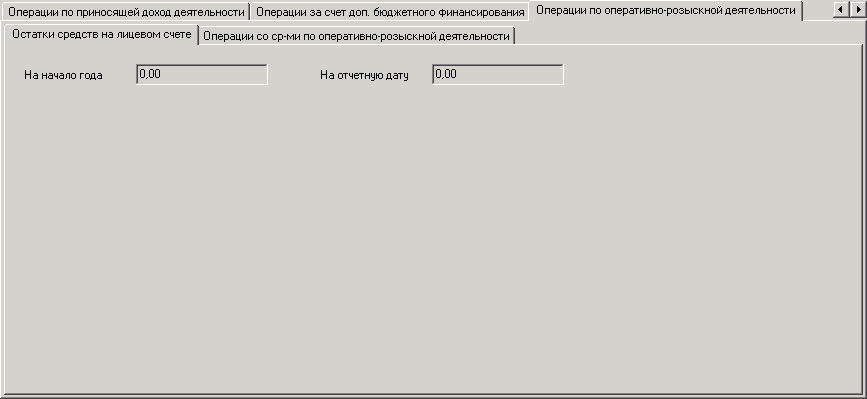 Операции по приносящей доход деятельности Операции за счет доп. бюджетного финансирования Операции по оперативно-розыскной деятельности
Остатки средств на лицевом счете Операции со ср-ми по оперативно-розыскной деятельности
На начало года 0,00 На отчетную дату 0,00